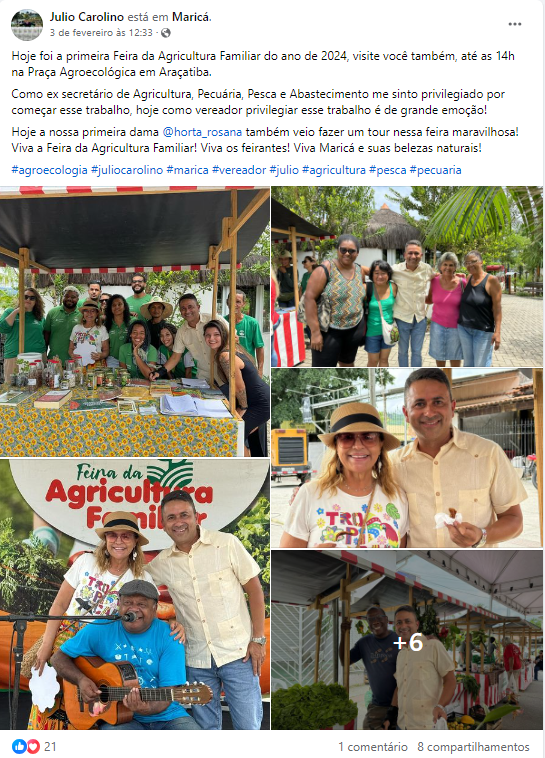 Julio Carolino está em Maricá.
3 de fevereiro às 12:33 ·
Hoje foi a primeira Feira da Agricultura Familiar do ano de 2024, visite você também, até as 14h
na Praça Agroecológica em Araçatiba.
Como ex secretário de Agricultura, Pecuária, Pesca e Abastecimento me sinto privilegiado por
começar esse trabalho, hoje como vereador privilegiar esse trabalho é de grande emoção!
Hoje a nossa primeira dama @horta_rosana também veio fazer um tour nessa feira maravilhosa!
Viva a Feira da Agricultura Familiar! Viva os feirantes! Viva Maricá e suas belezas naturais!
#agroecologia #juliocarolino #marica #vereador #julio #agricultura #pesca #pecuaria
Feira da
Agricultura
Familiar
+6
21
1 comentário 8 compartilhamentos